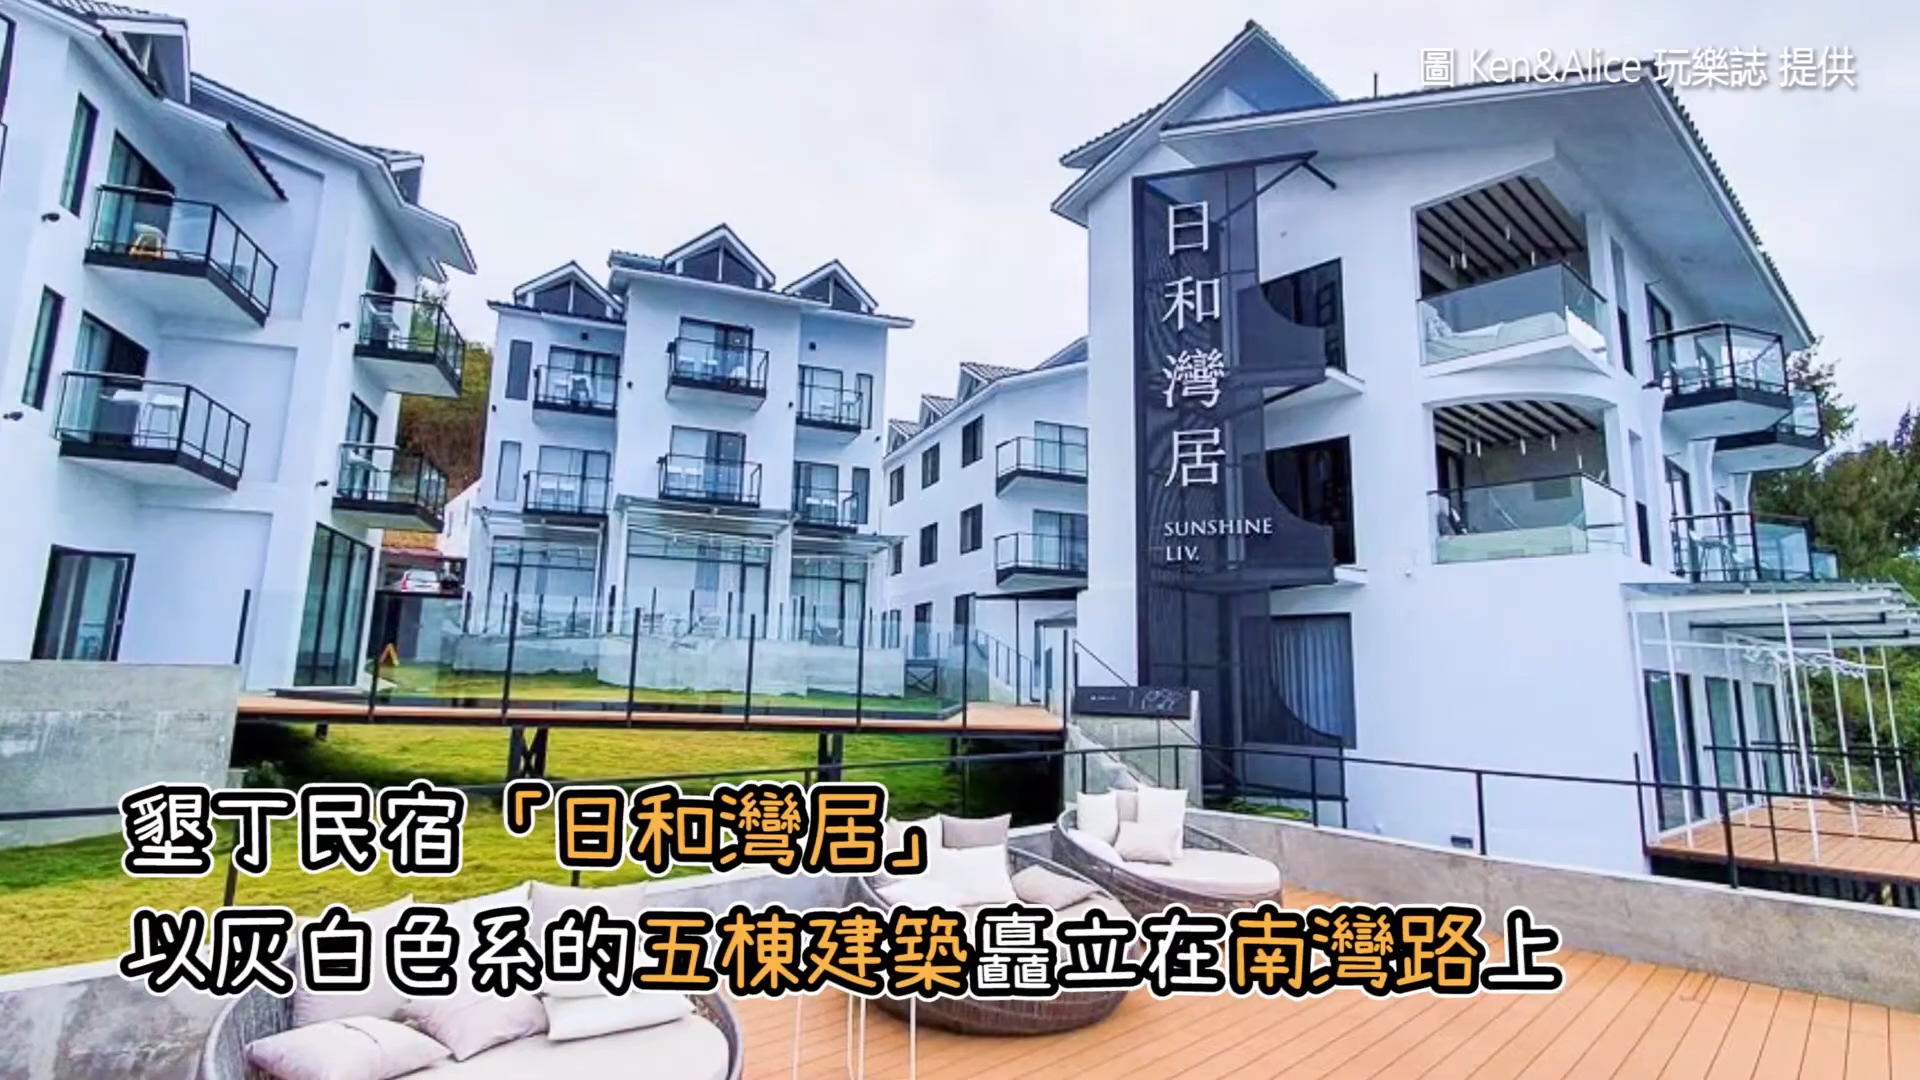 圖 Ken&Alice 玩樂誌 提供
日和灣居
SUNSHINE
LIV.
墾丁民宿「日和灣居」
以灰白色系的五棟建築矗立在南灣路上